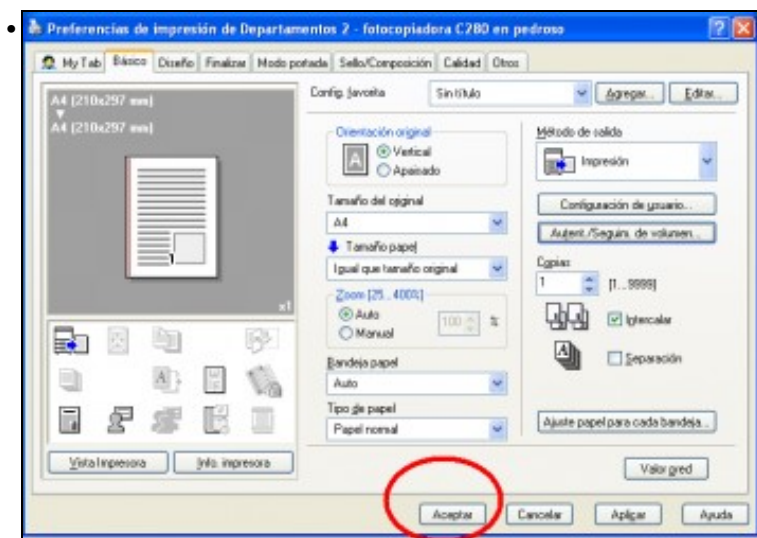 Preferencias de impresión de Departamentos 2 - fotocopiadora C280 en pedroso
My Tab Básico Diseño Finalizar Modo portada Sello/Composición Calidad Otros
A4 [210x297 mm]
A4 [210x297 mm]
x1
Vista Impresora Info. impresora
Config. favorita Sin título Agregar... Editar...
Orientación original
A Vertical
Apaisado
Tamaño del original
A4
Tamaño papel
Igual que tamaño original
Zoom [25...400%]
Auto
Manual
100 %
Bandeja papel
Auto
Tipo de papel
Papel normal
Método de salida
Impresión
Configuración de usuario...
Autent./Seguim. de volumen...
Copias
1 [1...9999]
Intercalar
Separación
Ajuste papel para cada bandeja...
Valor pred
Aceptar Cancelar Aplicar Ayuda